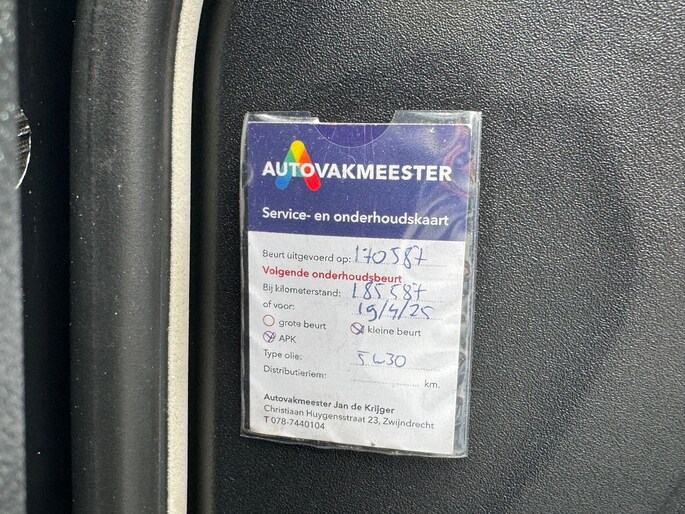 AUTOVAKMEESTER
Service- en onderhoudskaart
Beurt uitgevoerd op: 170587
Volgende onderhoudsbeurt
Bij kilometerstand: 185587
of voor: 19/4/25
grote beurt kleine beurt
APK
Type olie: 5W30
Distributieriem: km.
Autovakmeester Jan de Krijger
Christiaan Huygensstraat 23, Zwijndrecht
T 078-7440104